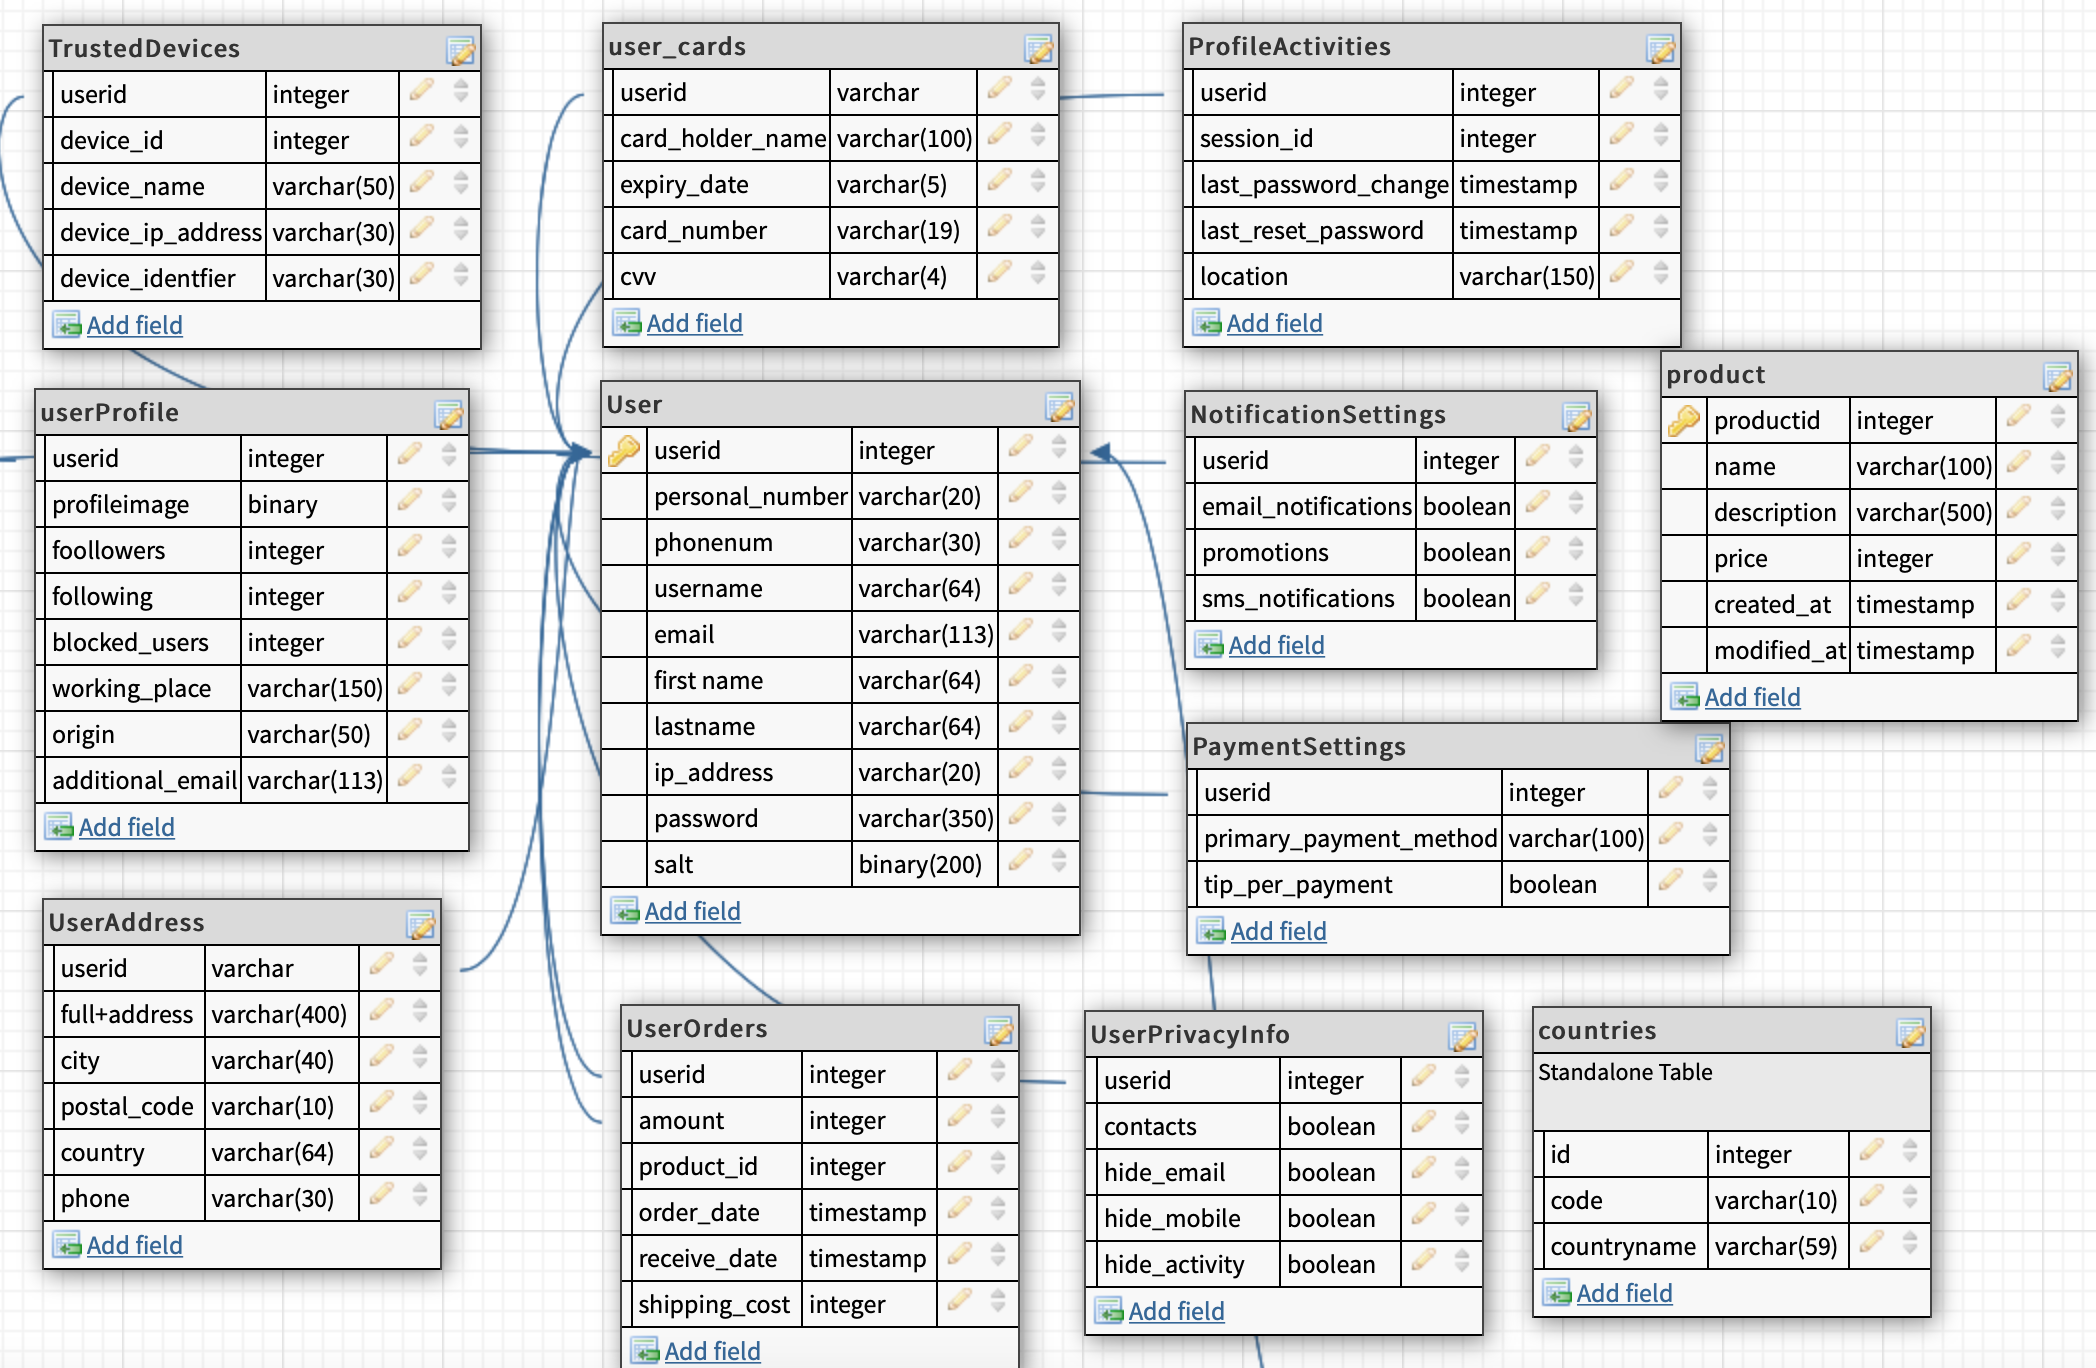 TrustedDevices
userid integer
device_id integer
device_name varchar(50)
device_ip_address varchar(30)
device_identfier varchar(30)
Add field
user_cards
userid varchar
card_holder_name varchar(100)
expiry_date varchar(5)
card_number varchar(19)
cvv varchar(4)
Add field
ProfileActivities
userid integer
session_id integer
last_password_change timestamp
last_reset_password timestamp
location varchar(150)
Add field
userProfile
userid integer
profileimage binary
foollowers integer
following integer
blocked_users integer
working_place varchar(150)
origin varchar(50)
additional_email varchar(113)
Add field
User
userid integer
personal_number varchar(20)
phonenum varchar(30)
username varchar(64)
email varchar(113)
first name varchar(64)
lastname varchar(64)
ip_address varchar(20)
password varchar(350)
salt binary(200)
Add field
NotificationSettings
userid integer
email_notifications boolean
promotions boolean
sms_notifications boolean
Add field
product
productid integer
name varchar(100)
description varchar(500)
price integer
created_at timestamp
modified_at timestamp
Add field
PaymentSettings
userid integer
primary_payment_method varchar(100)
tip_per_payment boolean
Add field
UserAddress
userid varchar
full+address varchar(400)
city varchar(40)
postal_code varchar(10)
country varchar(64)
phone varchar(30)
Add field
UserOrders
userid integer
amount integer
product_id integer
order_date timestamp
receive_date timestamp
shipping_cost integer
Add field
UserPrivacyInfo
userid integer
contacts boolean
hide_email boolean
hide_mobile boolean
hide_activity boolean
Add field
countries
Standalone Table
id integer
code varchar(10)
countryname varchar(59)
Add field